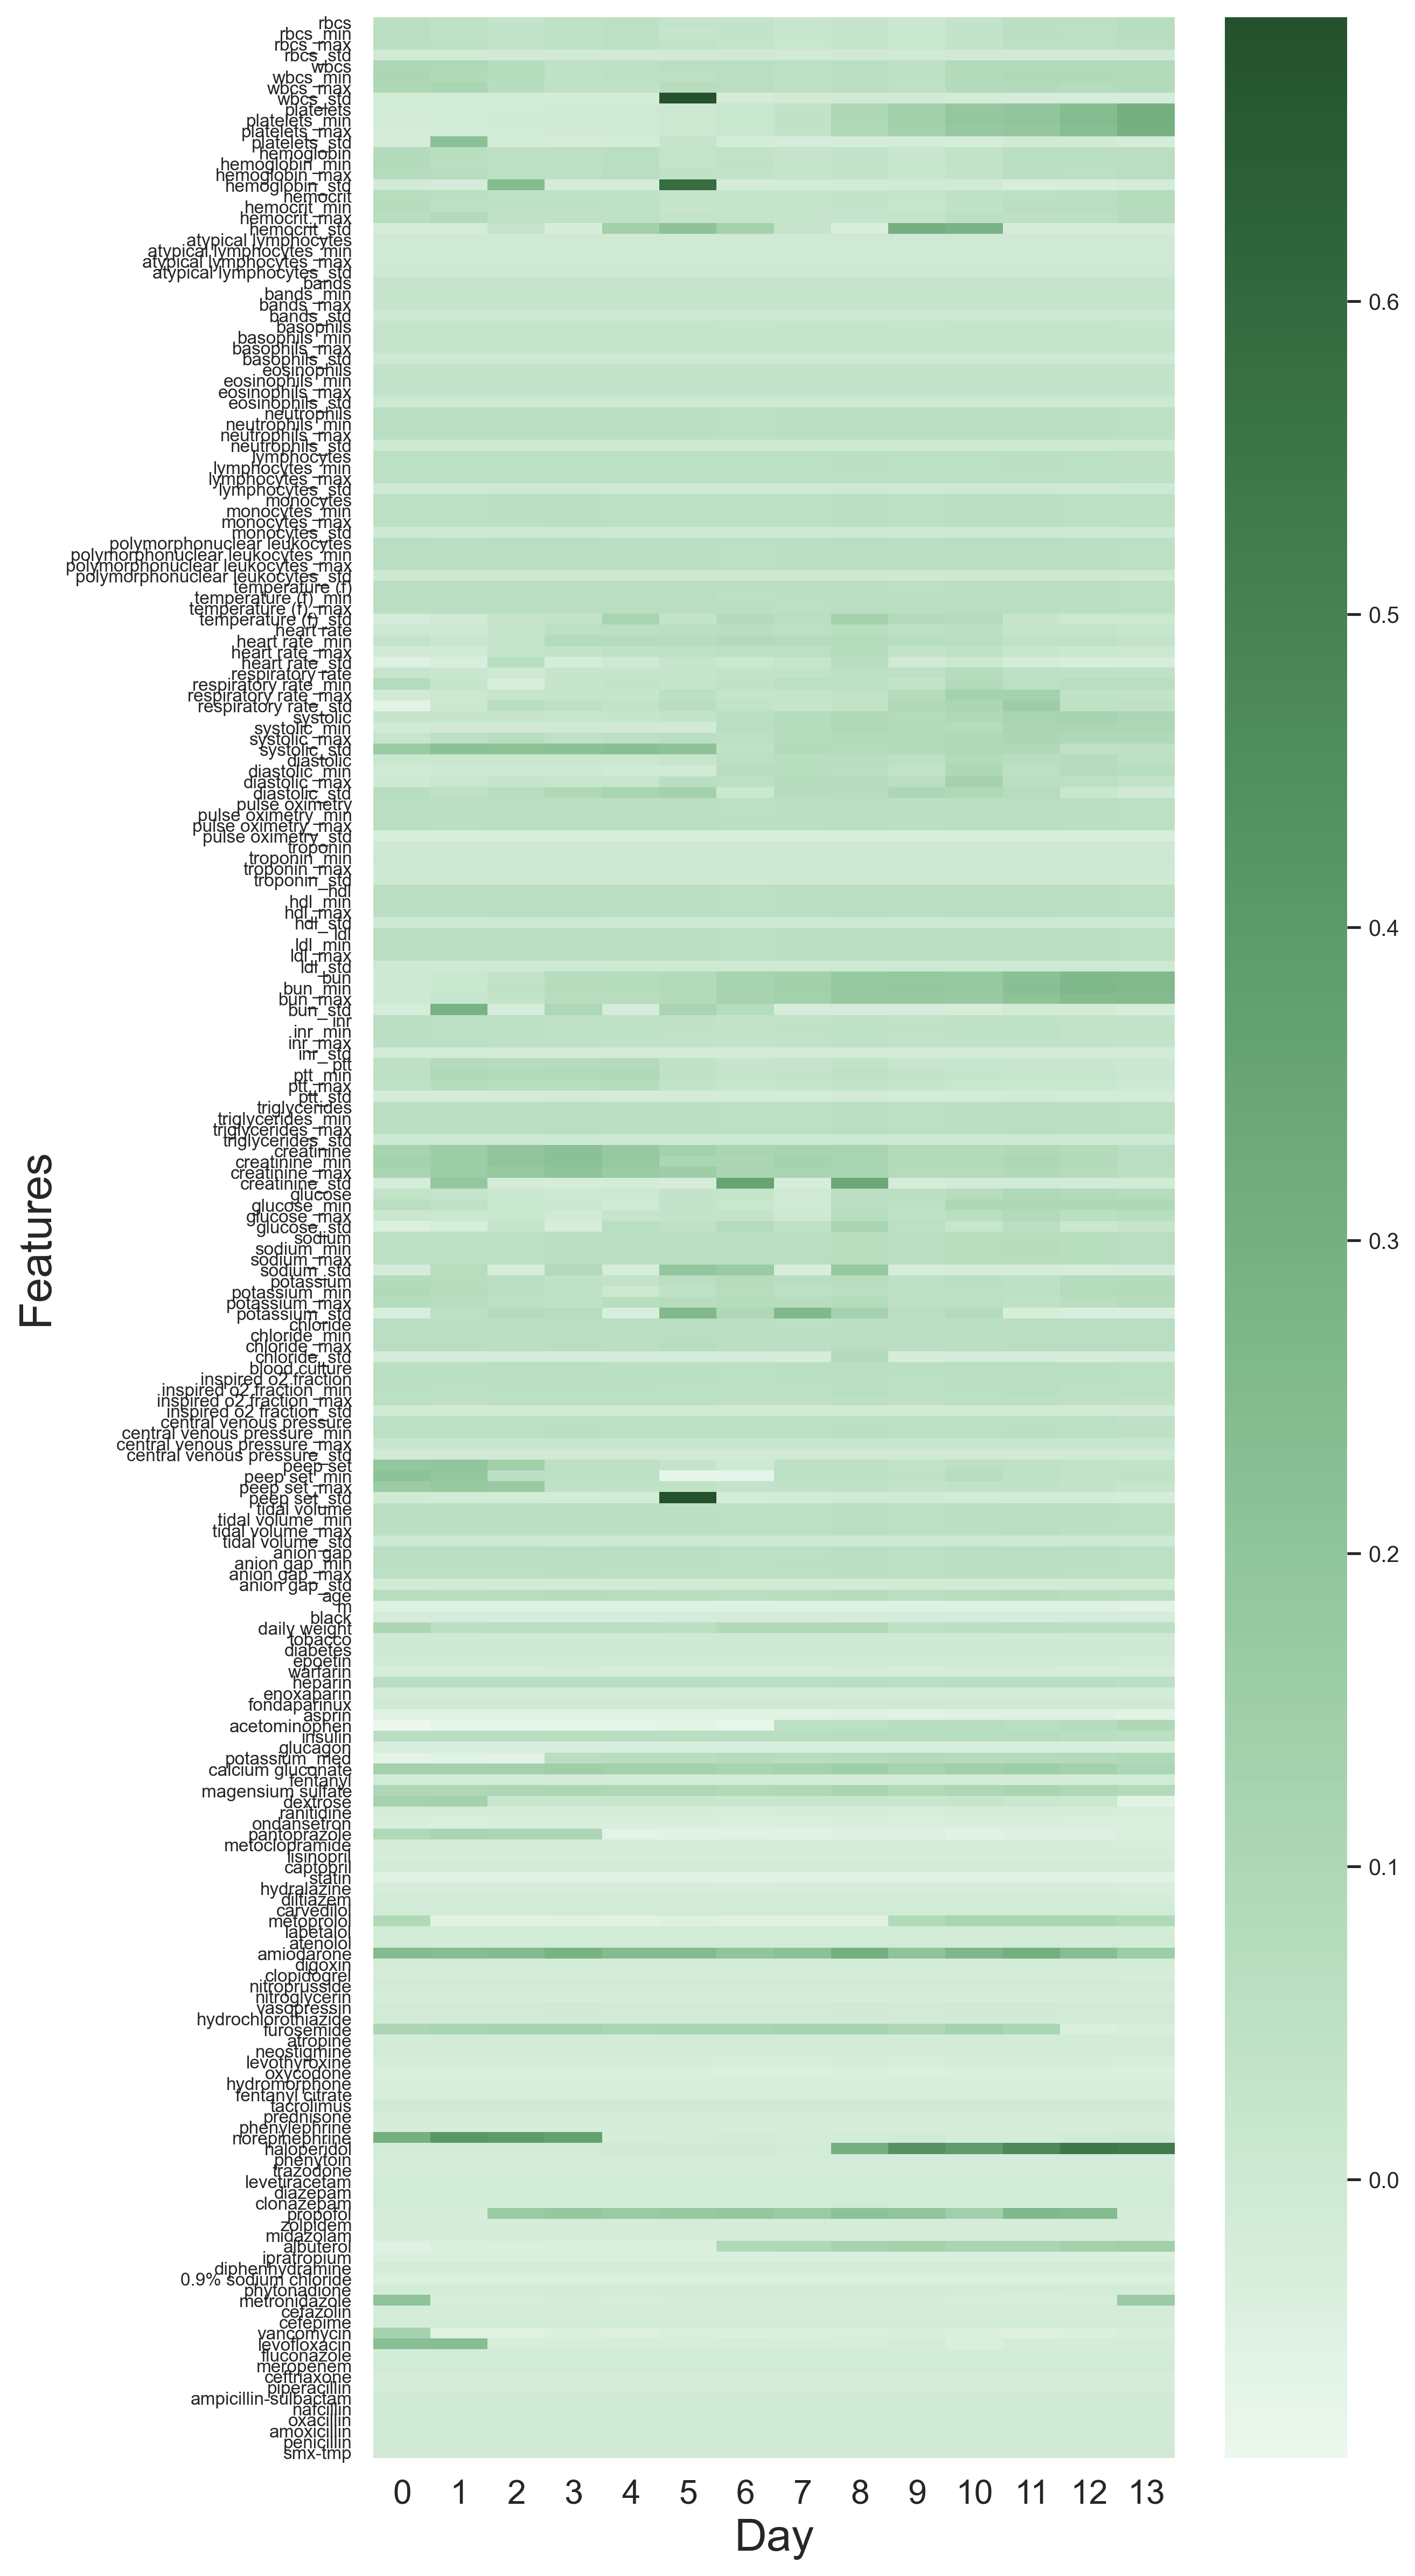 rbcs
rbcs_min
rbcs_max
rbcs_std
wbcs
wbcs_min
wbcs_max
wbcs_std
platelets
platelets_min
platelets_max
platelets_std
hemoglobin
hemoglobin_min
hemoglobin_max
hemoglobin_std
hemocrit
hemocrit_min
hemocrit_max
hemocrit_std
atypical lymphocytes
atypical lymphocytes_min
atypical lymphocytes_max
atypical lymphocytes_std
bands
bands_min
bands_max
bands_std
basophils
basophils_min
basophils_max
basophils_std
eosinophils
eosinophils_min
eosinophils_max
eosinophils_std
neutrophils
neutrophils_min
neutrophils_max
neutrophils_std
lymphocytes
lymphocytes_min
lymphocytes_max
lymphocytes_std
monocytes
monocytes_min
monocytes_max
monocytes_std
polymorphonuclear leukocytes
polymorphonuclear leukocytes_min
polymorphonuclear leukocytes_max
polymorphonuclear leukocytes_std
temperature (f)
temperature (f)_min
temperature (f)_max
temperature (f)_std
heart rate
heart rate_min
heart rate_max
heart rate_std
respiratory rate
respiratory rate_min
respiratory rate_max
respiratory rate_std
systolic
systolic_min
systolic_max
systolic_std
diastolic
diastolic_min
diastolic_max
diastolic_std
pulse oximetry
pulse oximetry_min
pulse oximetry_max
pulse oximetry_std
troponin
troponin_min
troponin_max
troponin_std
hdl
hdl_min
hdl_max
hdl_std
ldl
ldl_min
ldl_max
ldl_std
bun
bun_min
bun_max
bun_std
inr
inr_min
inr_max
inr_std
ptt
ptt_min
ptt_max
ptt_std
triglycerides
triglycerides_min
triglycerides_max
triglycerides_std
creatinine
creatinine_min
creatinine_max
creatinine_std
glucose
glucose_min
glucose_max
glucose_std
sodium
sodium_min
sodium_max
sodium_std
potassium
potassium_min
potassium_max
potassium_std
chloride
chloride_min
chloride_max
chloride_std
blood culture
inspired o2 fraction
inspired o2 fraction_min
inspired o2 fraction_max
inspired o2 fraction_std
central venous pressure
central venous pressure_min
central venous pressure_max
central venous pressure_std
peep set
peep set_min
peep set_max
peep set_std
tidal volume
tidal volume_min
tidal volume_max
tidal volume_std
anion gap
anion gap_min
anion gap_max
anion gap_std
age
m
black
daily weight
tobacco
diabetes
epoetin
warfarin
heparin
enoxaparin
fondaparinux
asprin
acetominophen
insulin
glucagon
potassium_med
calcium gluconate
fentanyl
magensium sulfate
dextrose
ranitidine
ondansetron
pantoprazole
metoclopramide
lisinopril
captopril
statin
hydralazine
diltiazem
carvedilol
metoprolol
labetalol
atenolol
amiodarone
digoxin
clopidogrel
nitroprusside
nitroglycerin
vasopressin
hydrochlorothiazide
furosemide
atropine
neostigmine
levothyroxine
oxycodone
hydromorphone
fentanyl citrate
tacrolimus
prednisone
phenylephrine
norepinephrine
haloperidol
phenytoin
trazodone
levetiracetam
diazepam
clonazepam
propofol
zolpidem
midazolam
albuterol
ipratropium
diphenhydramine
0.9% sodium chloride
phytonadione
metronidazole
cefazolin
cefepime
vancomycin
levofloxacin
fluconazole
meropenem
ceftriaxone
piperacillin
ampicillin-sulbactam
nafcillin
oxacillin
amoxicillin
penicillin
smx-tmp
Features
0 1 2 3 4 5 6 7 8 9 10 11 12 13
Day
0.6
0.5
0.4
0.3
0.2
0.1
0.0